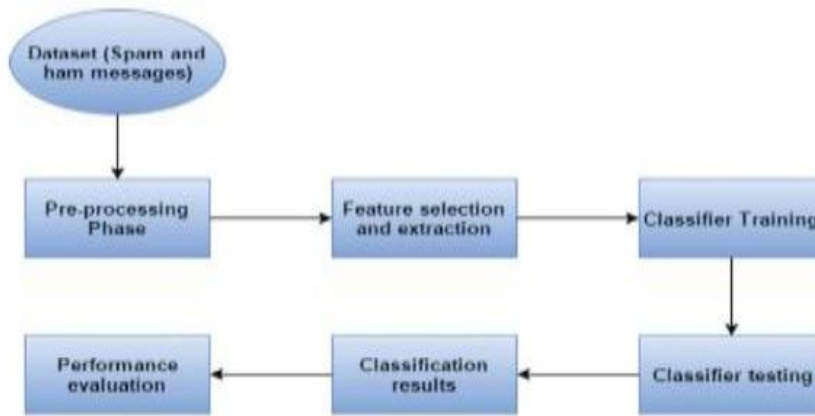 Dataset (Spam and
ham messages)
Pre-processing
Phase
Feature selection
and extraction
Classifier Training
Classifier testing
Classification
results
Performance
evaluation